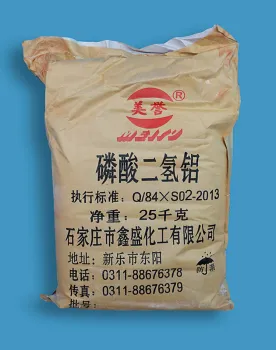 美誉
®
MEIYU
磷酸二氢铝
执行标准：Q/84×S02-2013
净重：25千克
石家庄市鑫盛化工有限公司
地址：新乐市东阳
电话：0311-88676378
传真：0311-88676379
批号：